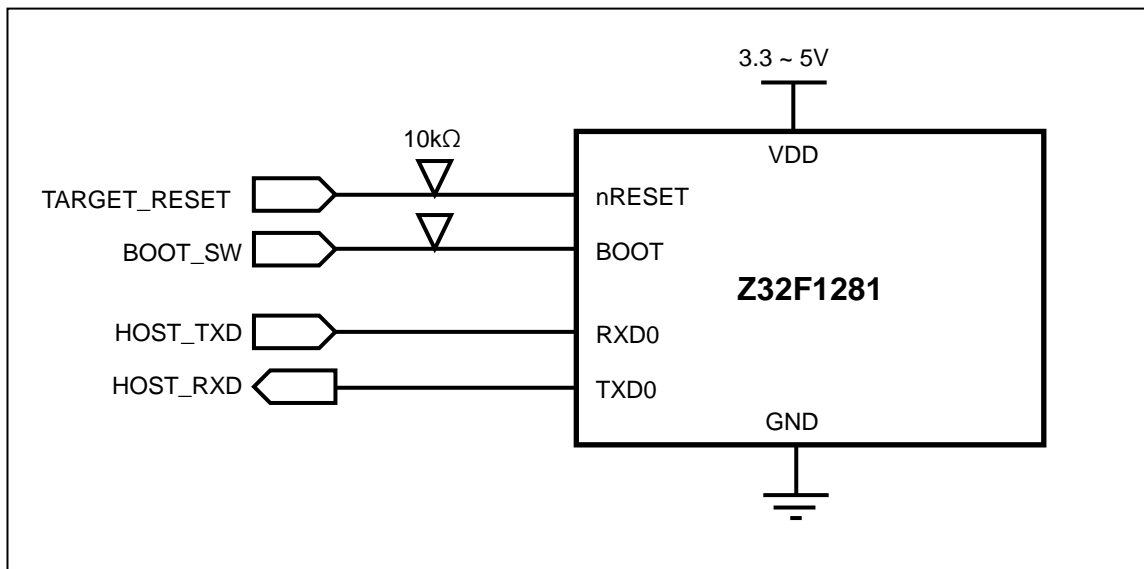 3.3 ~ 5V
10kΩ
VDD
TARGET_RESET
nRESET
BOOT_SW
BOOT
Z32F1281
HOST_TXD
RXD0
HOST_RXD
TXD0
GND